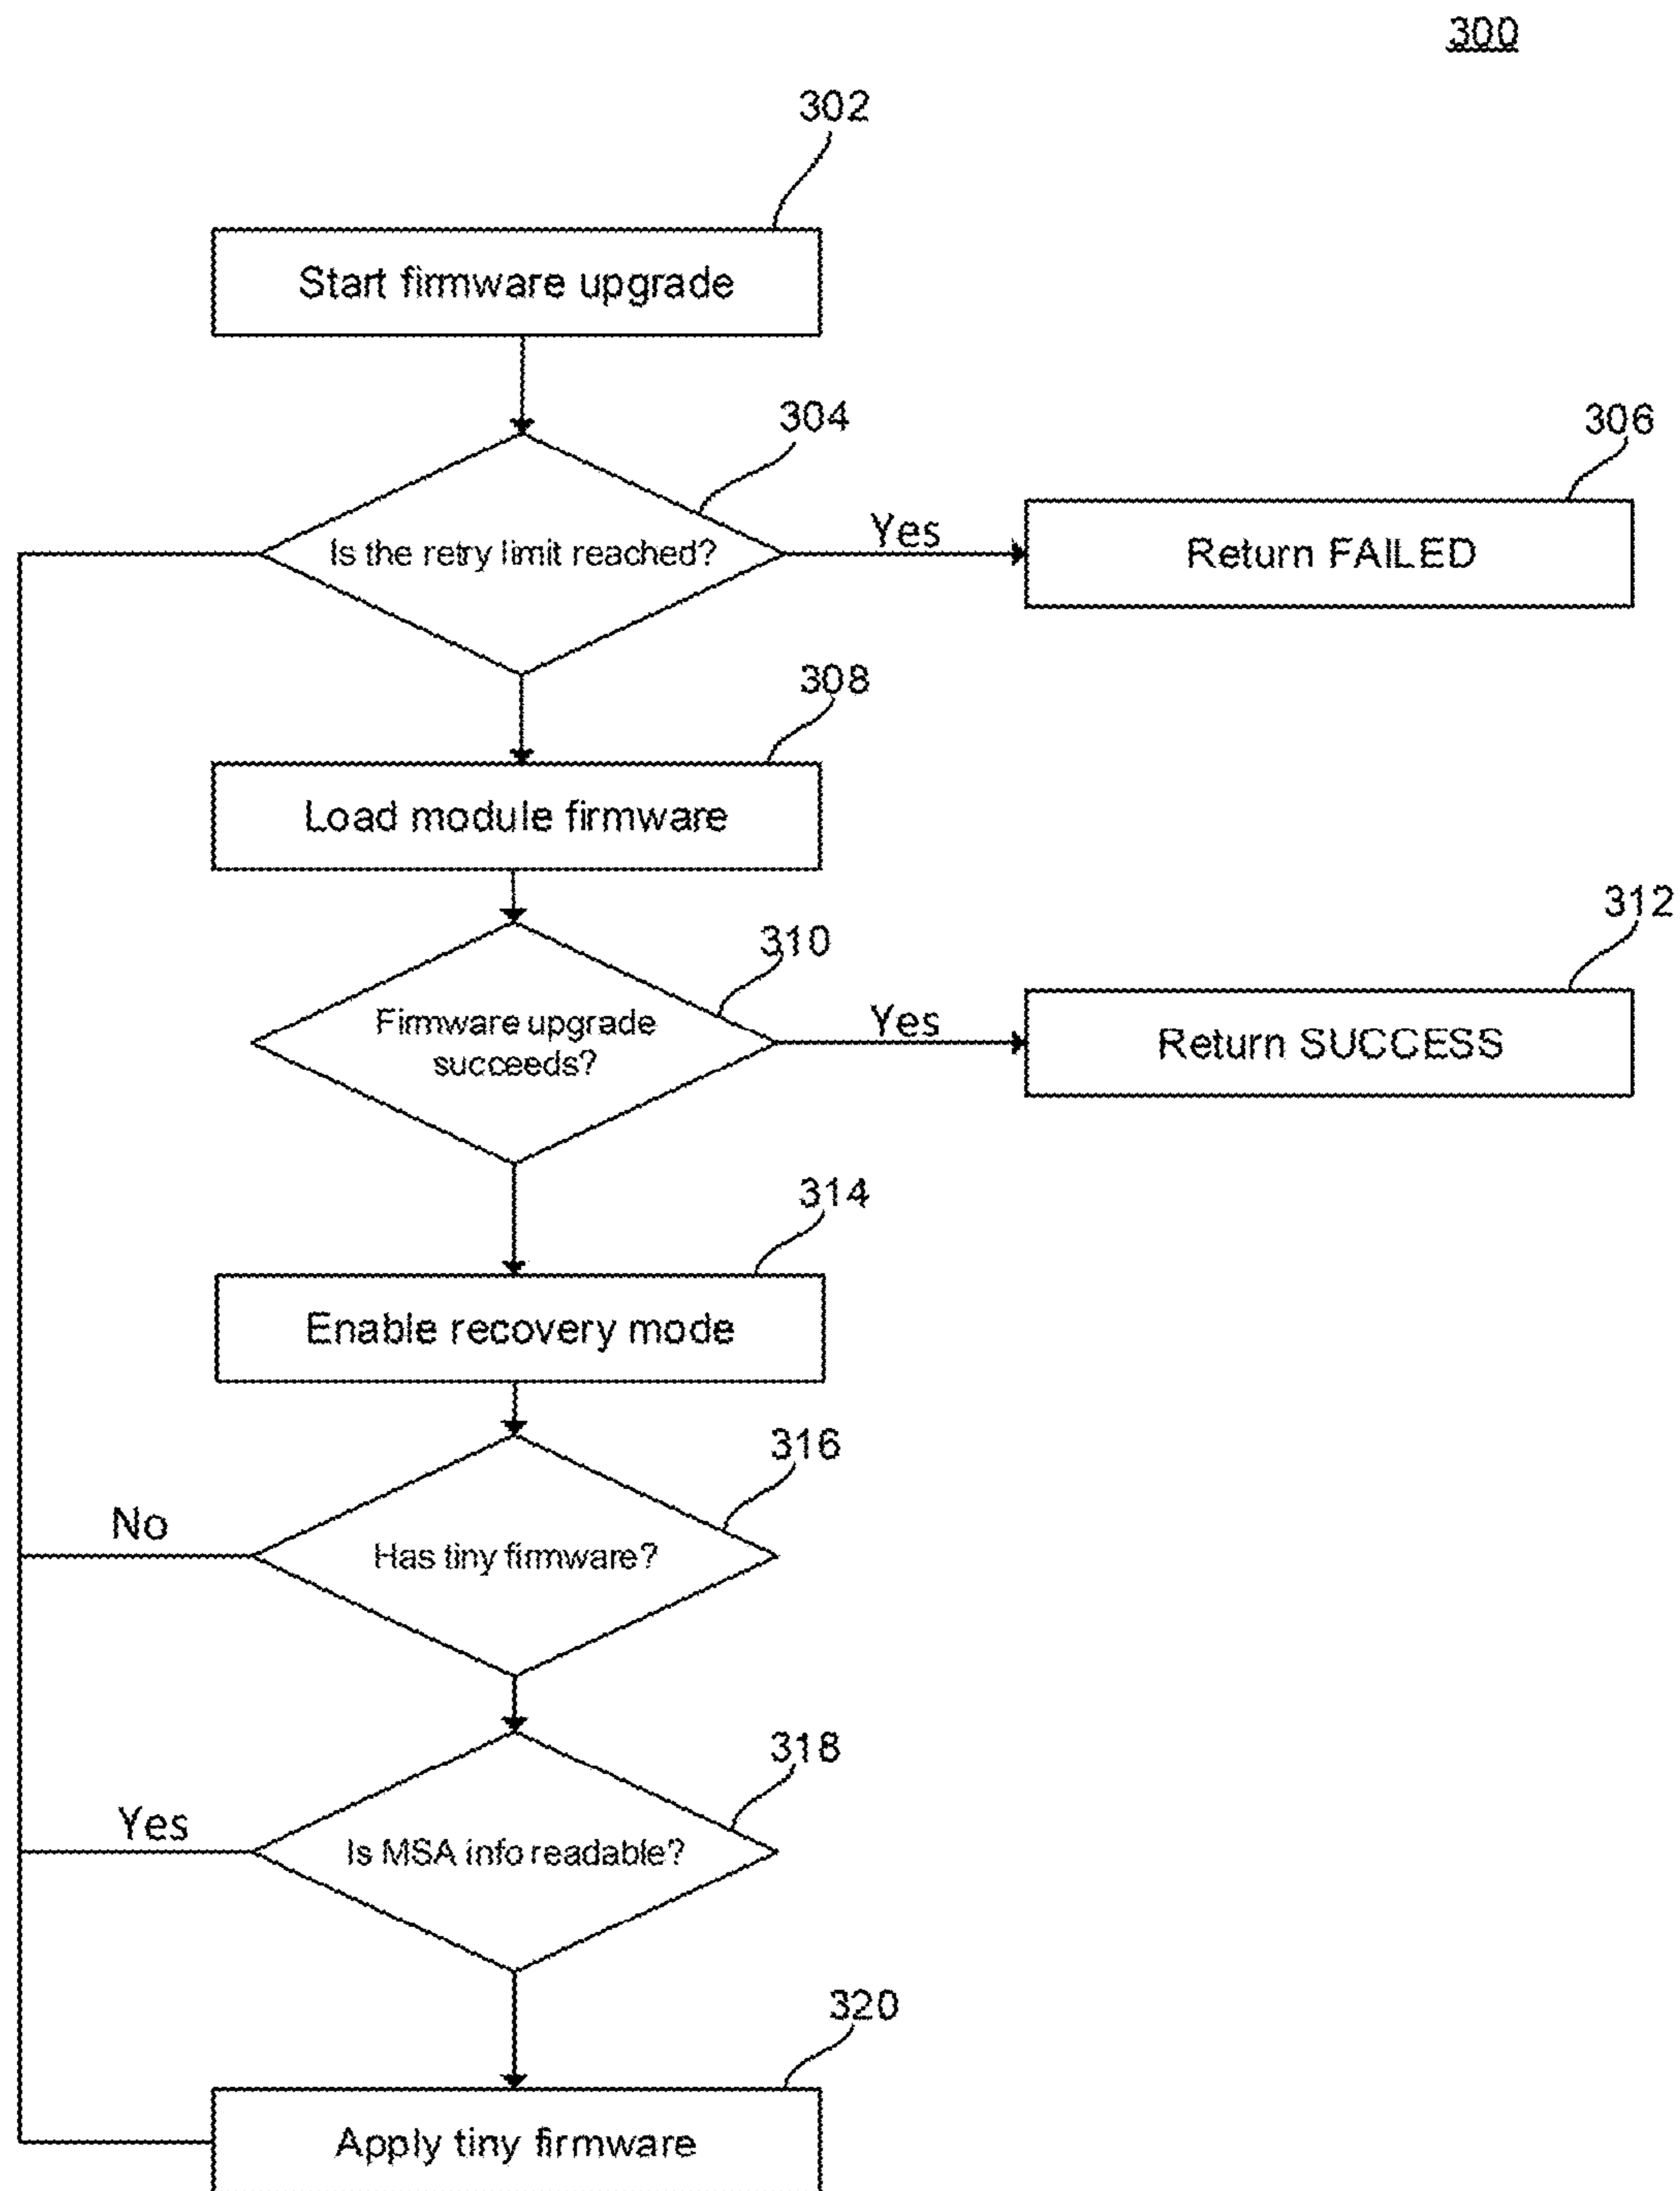 300
302
Start firmware upgrade
304
306
Is the retry limit reached?
Yes
Return FAILED
308
Load module firmware
310
312
Firmware upgrade
succeeds?
Yes
Return SUCCESS
314
Enable recovery mode
316
No
Has tiny firmware?
318
Yes
Is MSA info readable?
320
Apply tiny firmware